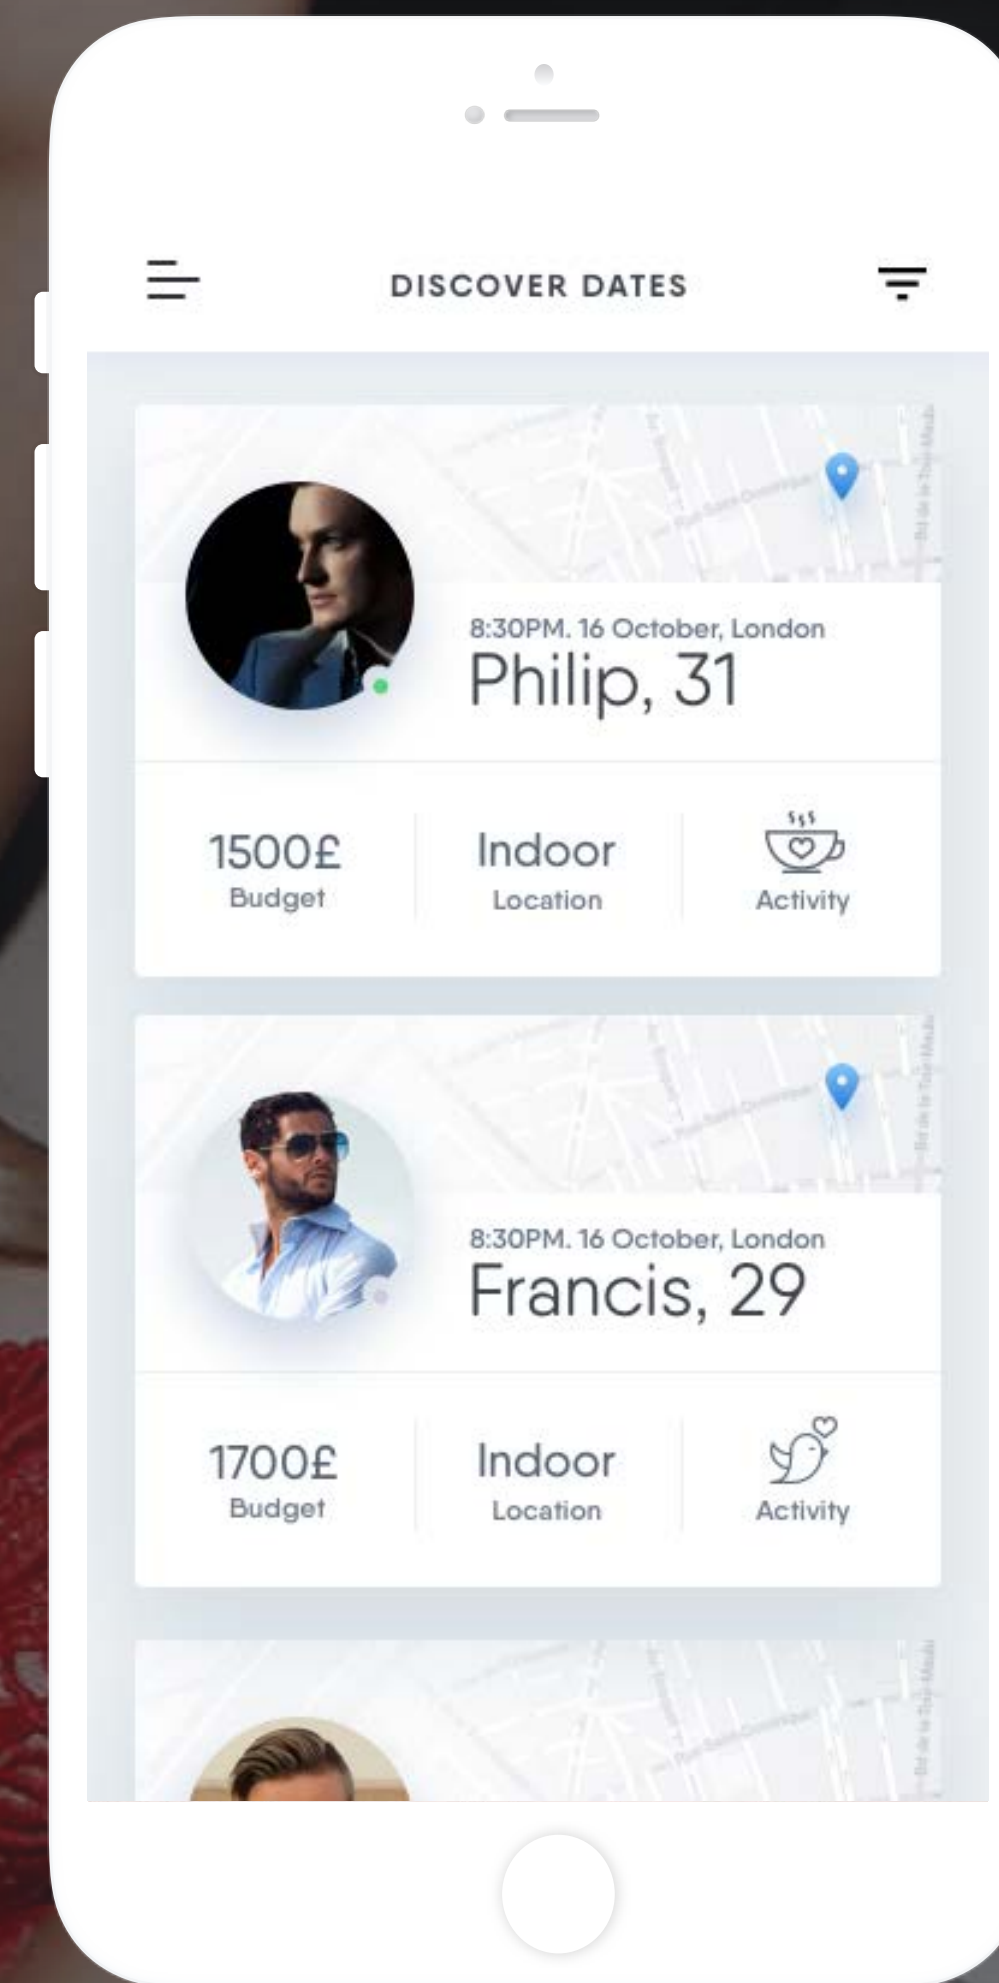 DISCOVER DATES
8:30PM. 16 October, London
Philip, 31
1500£
Budget
Indoor
Location
Activity
8:30PM. 16 October, London
Francis, 29
1700£
Budget
Indoor
Location
Activity